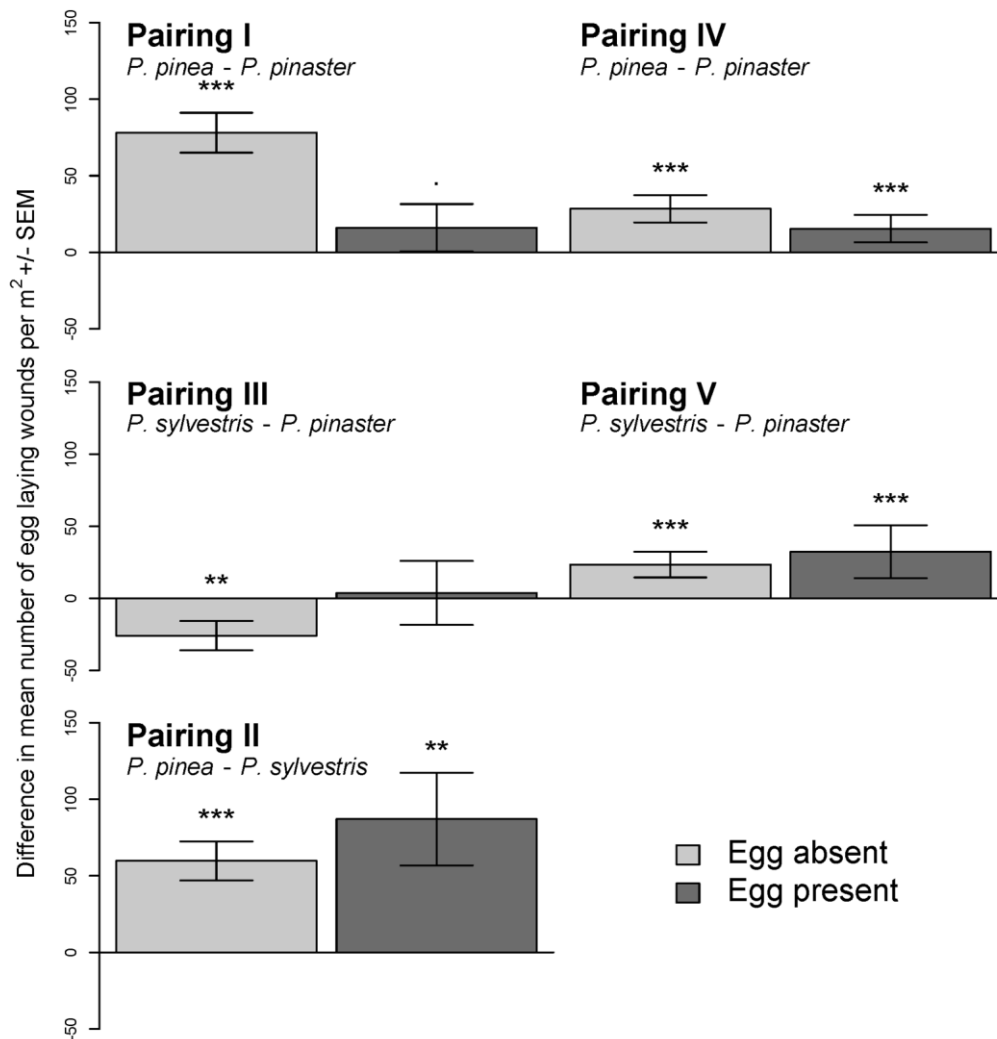 Difference in mean number of egg laying wounds per m² +/- SEM
Pairing I
P. pinea - P. pinaster
150
100
50
0
-50
***
.
Pairing IV
P. pinea - P. pinaster
***
***
Pairing III
P. sylvestris - P. pinaster
150
100
50
0
-50
**
Pairing V
P. sylvestris - P. pinaster
***
***
Pairing II
P. pinea - P. sylvestris
150
100
50
0
-50
***
**
Egg absent
Egg present